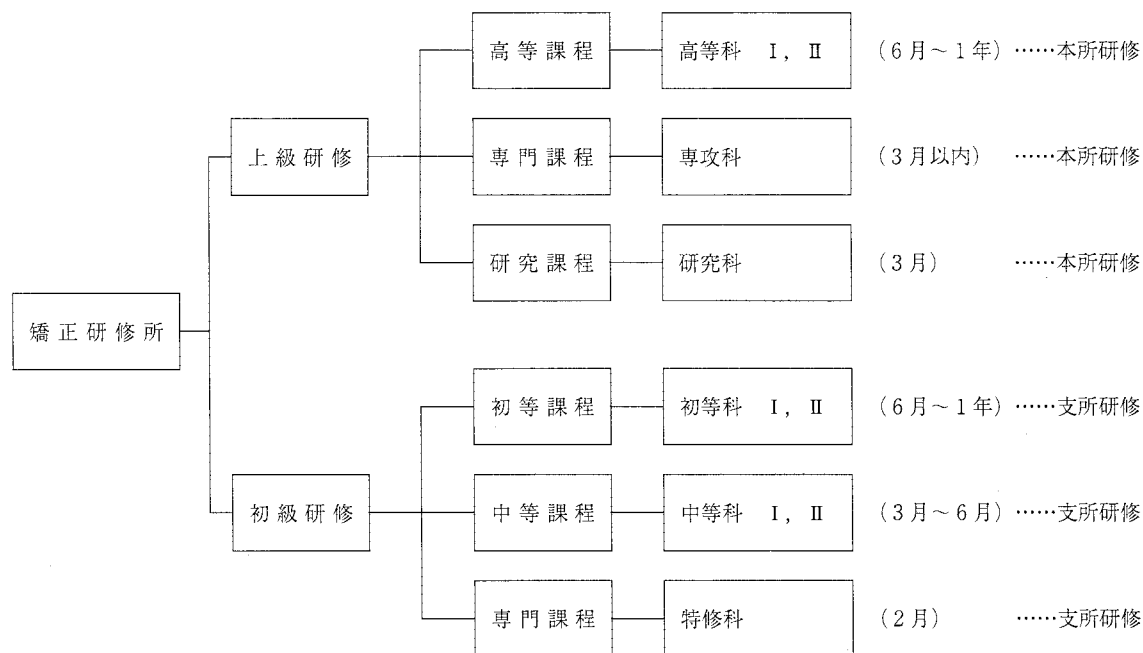 高等課程 高等科 Ⅰ，Ⅱ (6月～1年) ……本所研修
上級研修 専門課程 専攻科 (3月以内) ……本所研修
研究課程 研究科 (3月) ……本所研修
矯正研修所
初等課程 初等科 Ⅰ，Ⅱ (6月～1年) ……支所研修
初級研修 中等課程 中等科 Ⅰ，Ⅱ (3月～6月) ……支所研修
専門課程 特修科 (2月) ……支所研修